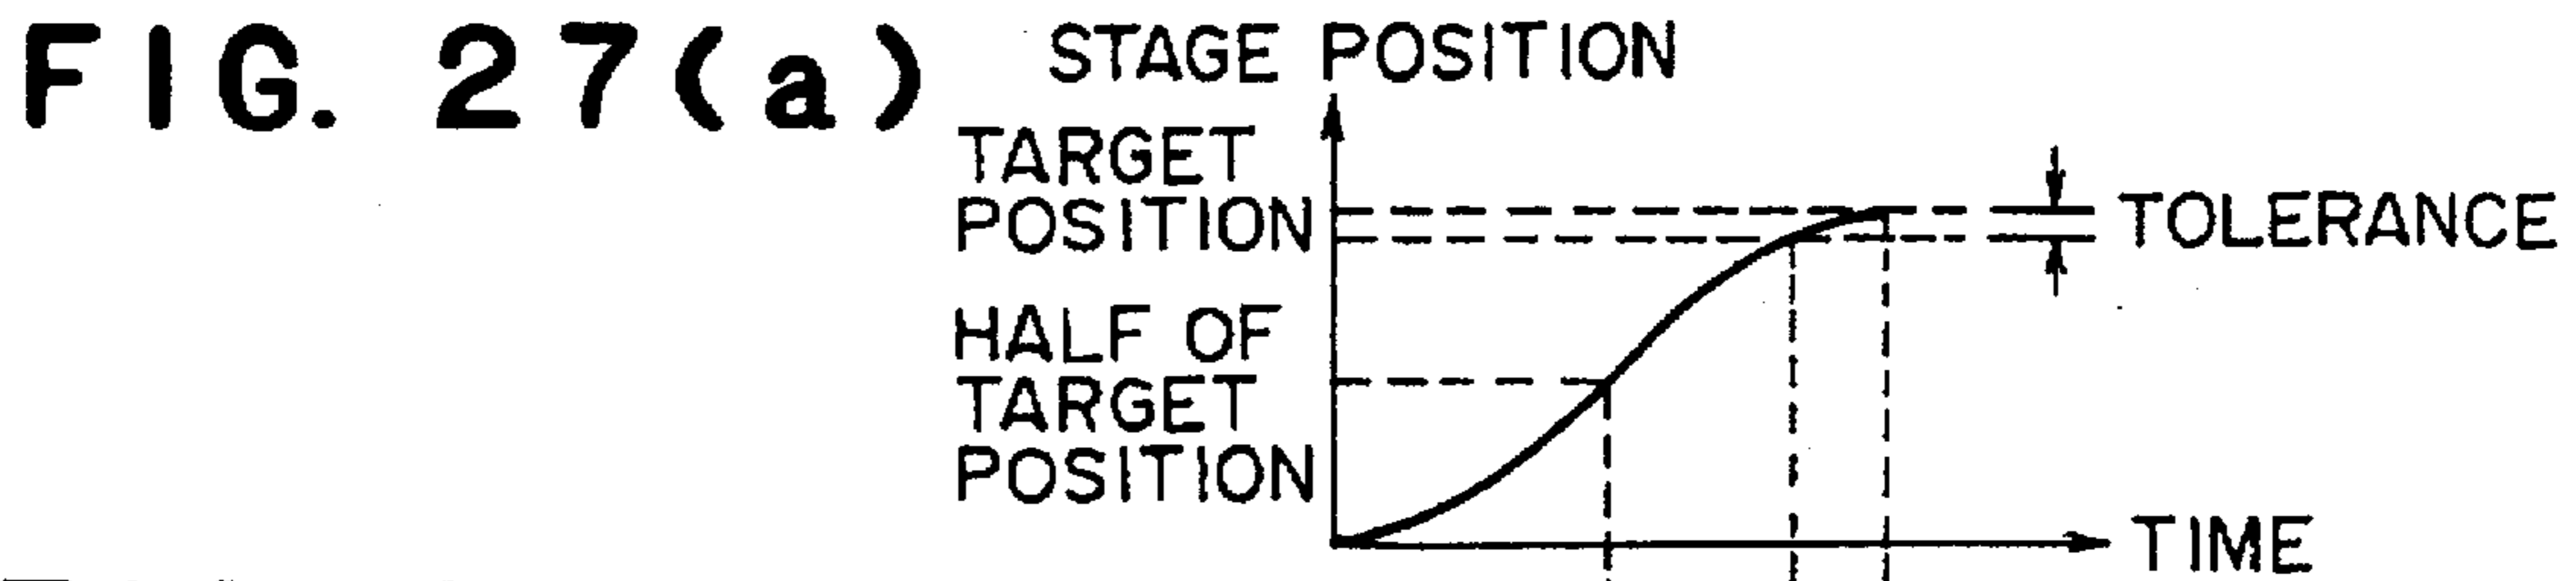 FIG. 27(a)
STAGE POSITION
TARGET
POSITION
TOLERANCE
HALF OF
TARGET
POSITION
TIME